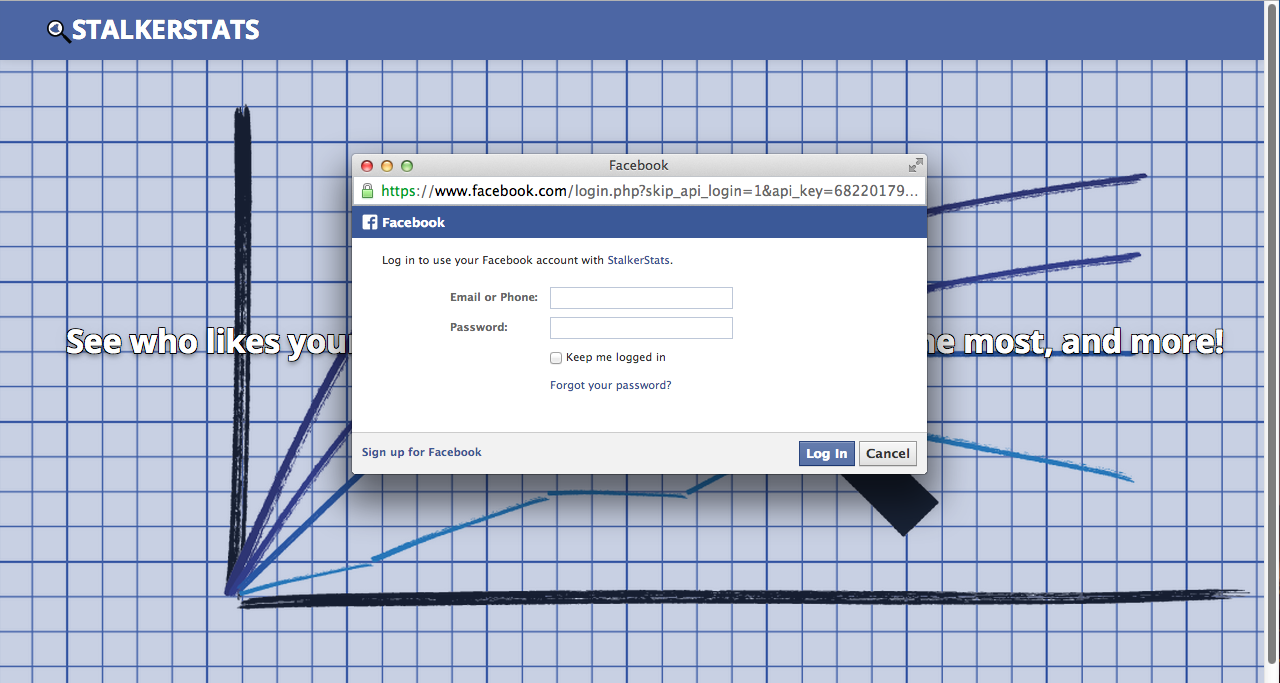 STALKERSTATS
Facebook
https://www.facebook.com/login.php?skip_api_login=1&api_key=68220179...
Facebook
Log in to use your Facebook account with StalkerStats.
Email or Phone:
Password:
See who likes your most, and more!
Keep me logged in
Forgot your password?
Sign up for Facebook
Log In
Cancel